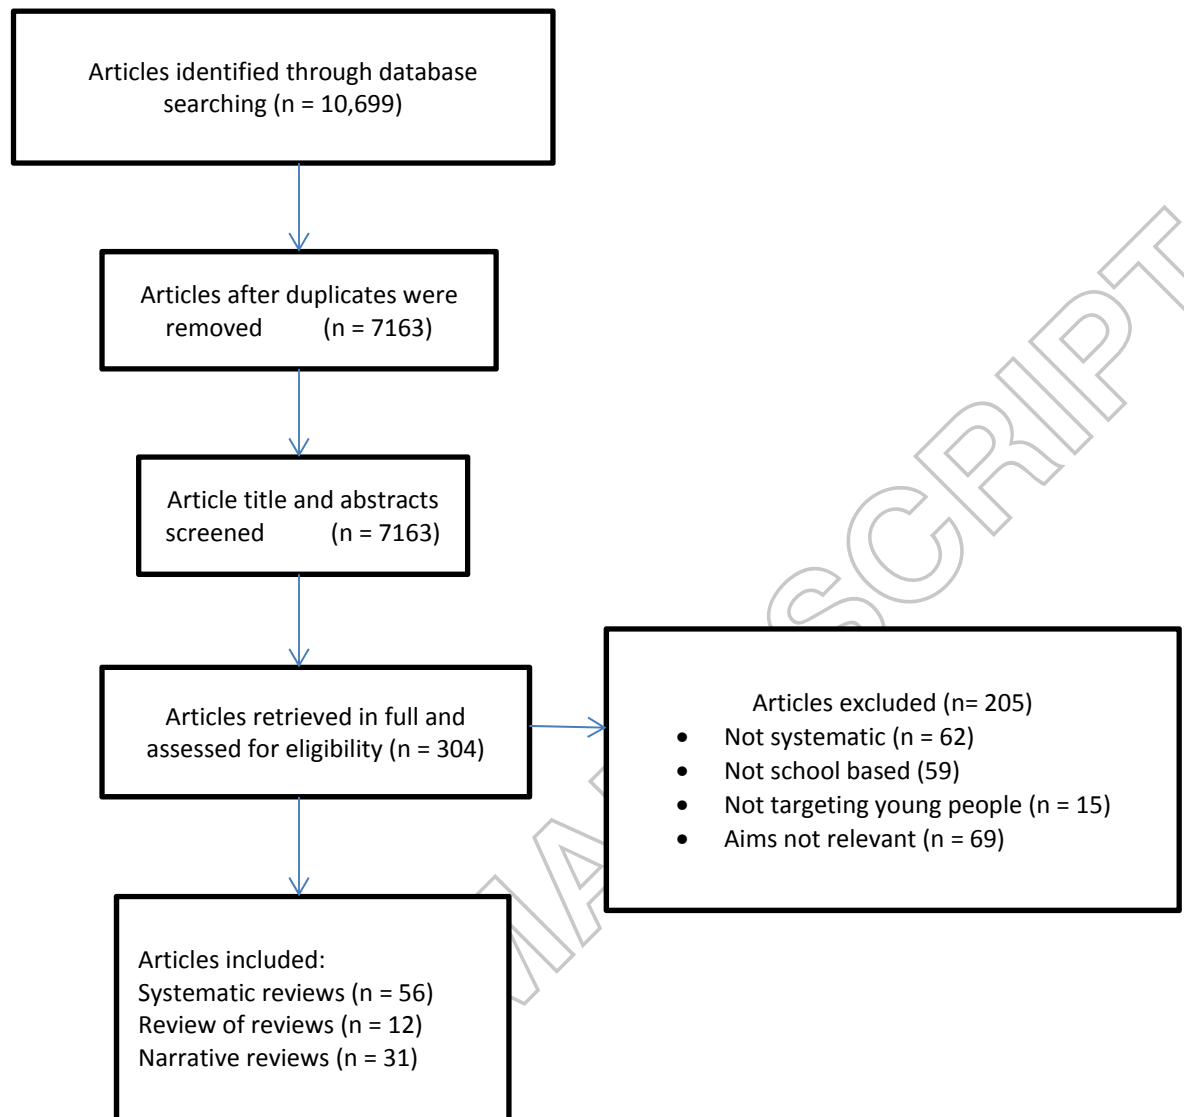 Articles identified through database
searching (n = 10,699)
Articles after duplicates were
removed (n = 7163)
Article title and abstracts
screened (n = 7163)
Articles retrieved in full and
assessed for eligibility (n = 304)
Articles excluded (n= 205)
• Not systematic (n = 62)
• Not school based (59)
• Not targeting young people (n = 15)
• Aims not relevant (n = 69)
Articles included:
Systematic reviews (n = 56)
Review of reviews (n = 12)
Narrative reviews (n = 31)